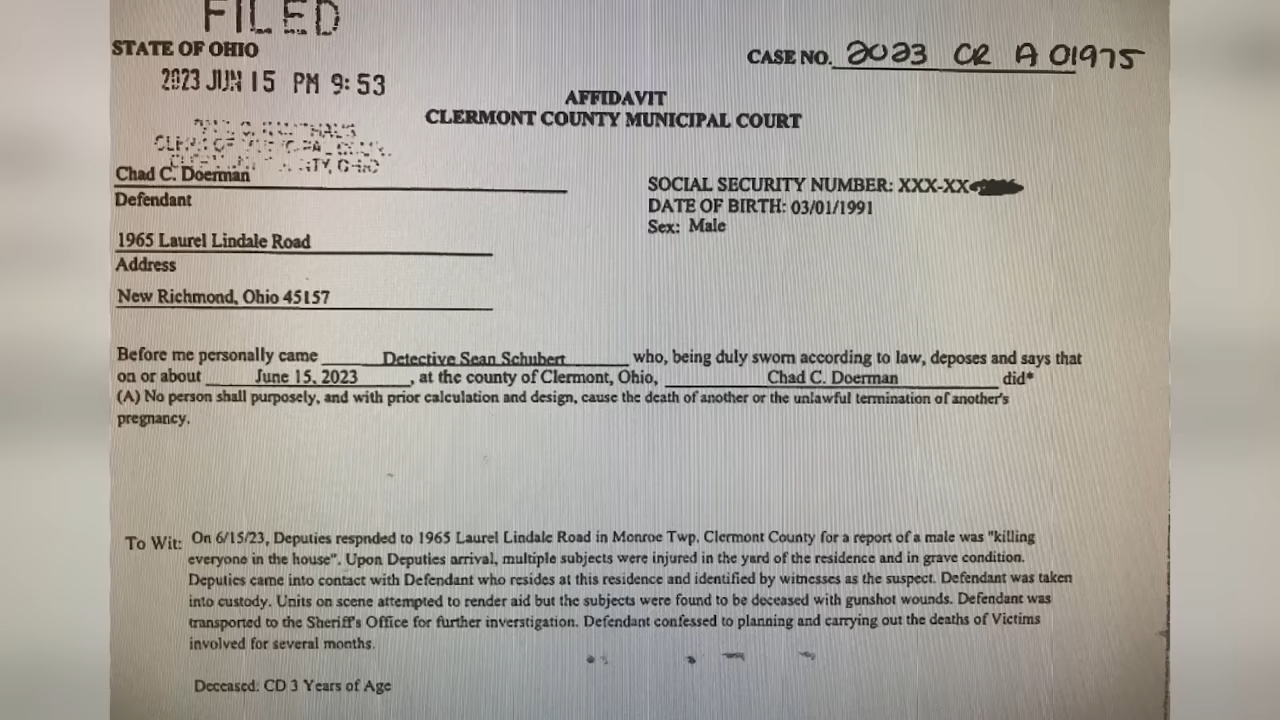 FILED
STATE OF OHIO
CASE NO. 2023 CR A 01975
2023 JUN 15 PM 9:53
AFFIDAVIT
CLERMONT COUNTY MUNICIPAL COURT
CLERK OF
Chad C. Doerman
Defendant
SOCIAL SECURITY NUMBER: XXX-XX
DATE OF BIRTH: 03/01/1991
Sex: Male
1965 Laurel Lindale Road
Address
New Richmond, Ohio 45157
Before me personally came Detective Sean Schubert who, being duly sworn according to law, deposes and says that
on or about June 15, 2023, at the county of Clermont, Ohio, Chad C. Doerman did*
(A) No person shall purposely, and with prior calculation and design, cause the death of another or the unlawful termination of another's
pregnancy.
To Wit: On 6/15/23, Deputies respnded to 1965 Laurel Lindale Road in Monroe Twp. Clermont County for a report of a male was "killing
everyone in the house". Upon Deputies arrival, multiple subjects were injured in the yard of the residence and in grave condition.
Deputies came into contact with Defendant who resides at this residence and identified by witnesses as the suspect. Defendant was taken
into custody. Units on scene attempted to render aid but the subjects were found to be deceased with gunshot wounds. Defendant was
transported to the Sheriff's Office for further inverstigation. Defendant confessed to planning and carrying out the deaths of Victims
involved for several months.
Deceased: CD 3 Years of Age